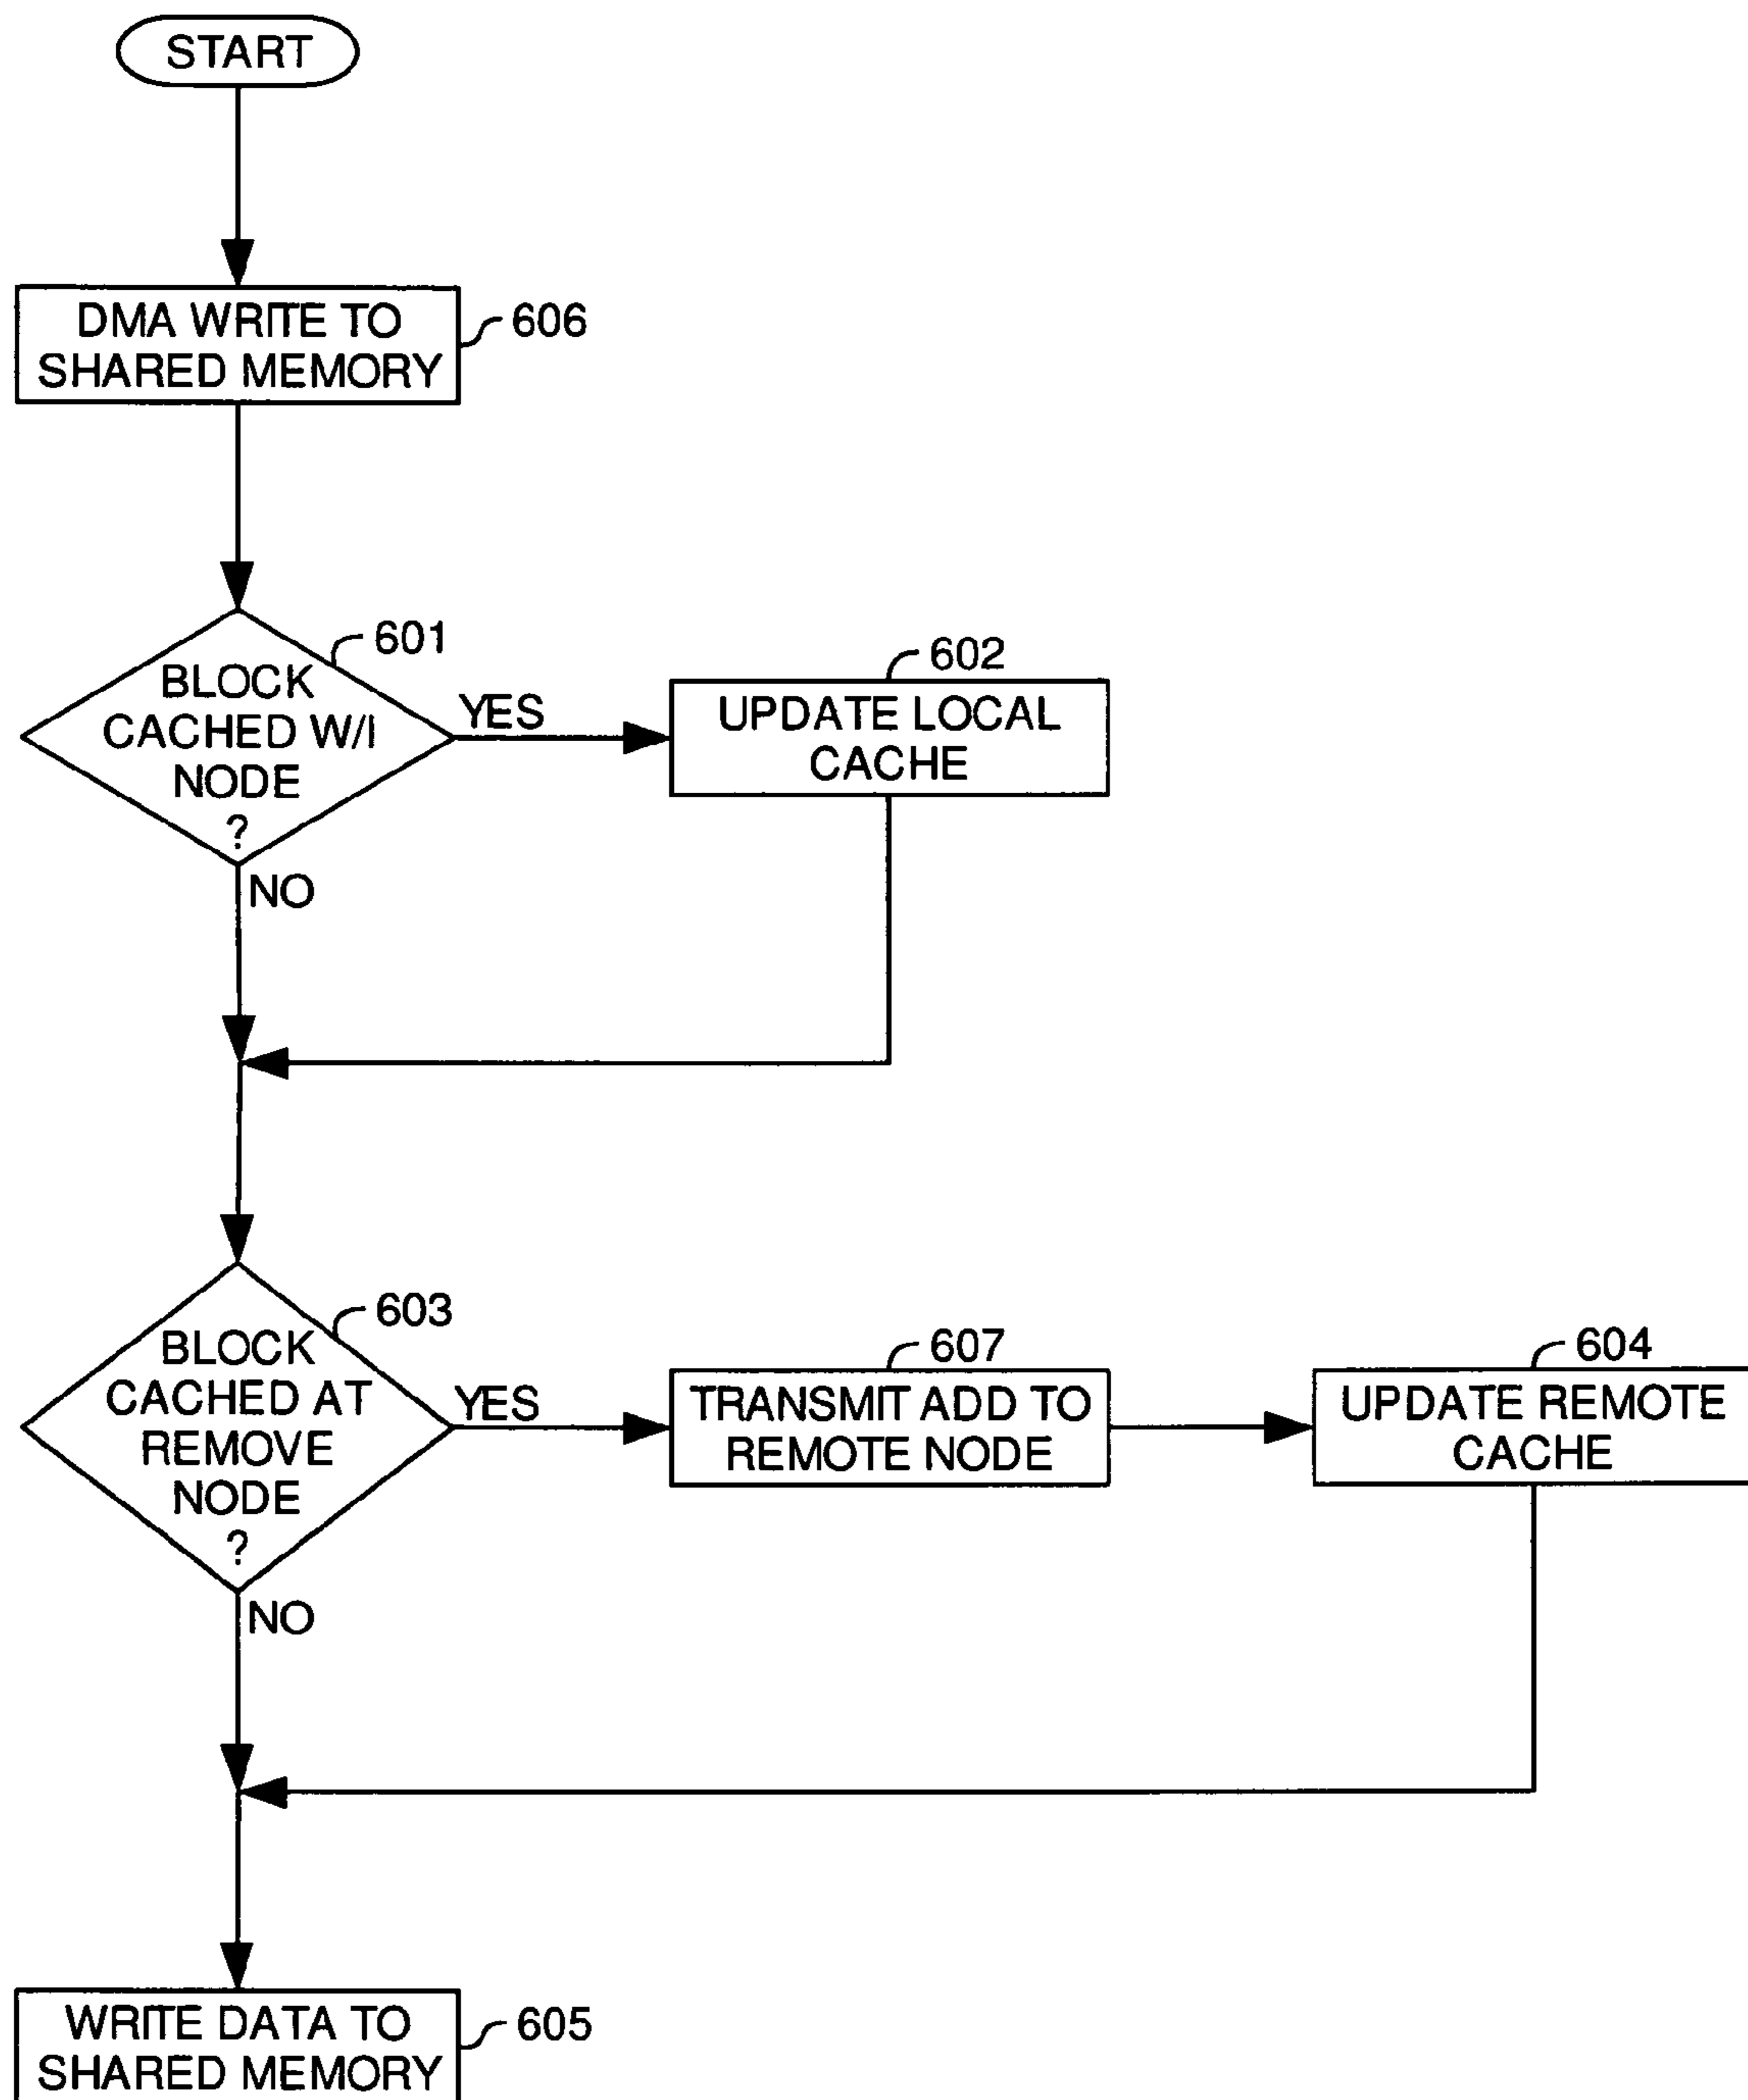 START
DMA WRITE TO
SHARED MEMORY
606
601
BLOCK
CACHED W/I
NODE
?
YES
602
UPDATE LOCAL
CACHE
NO
603
BLOCK
CACHED AT
REMOVE
NODE
?
YES
607
TRANSMIT ADD TO
REMOTE NODE
604
UPDATE REMOTE
CACHE
NO
WRITE DATA TO
SHARED MEMORY
605